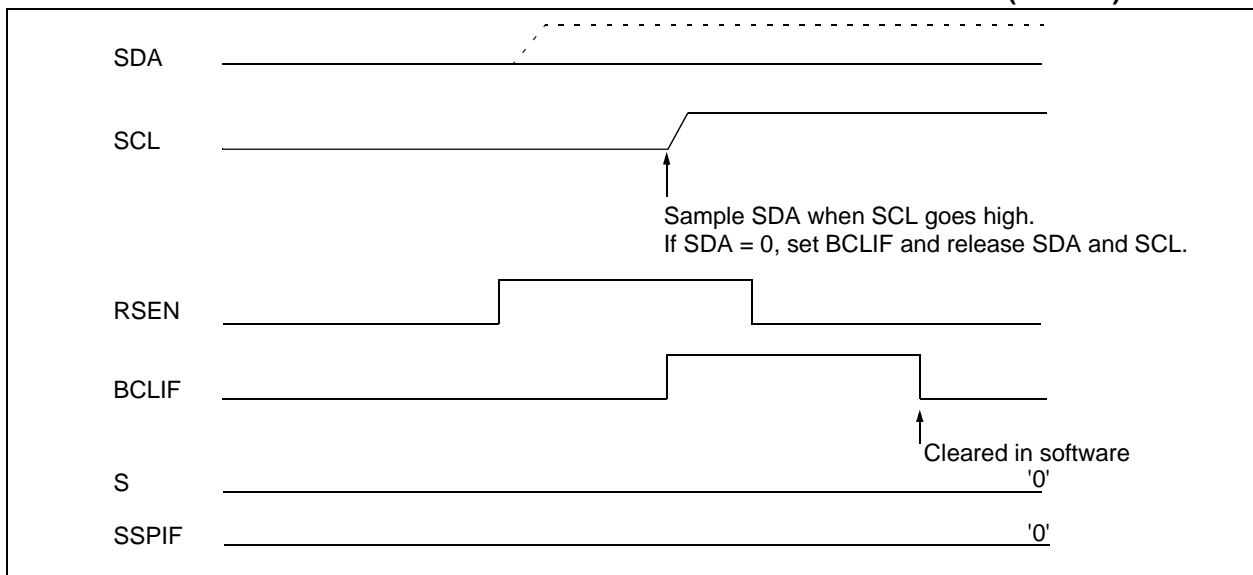 SDA
SCL
Sample SDA when SCL goes high.
If SDA = 0, set BCLIF and release SDA and SCL.
RSEN
BCLIF
Cleared in software
S
'0'
SSPIF
'0'